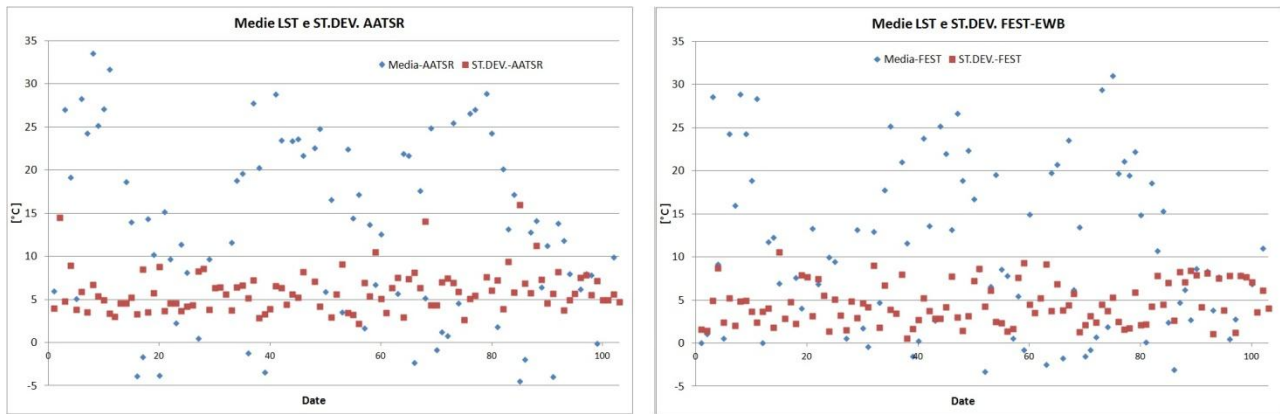 Medie LST e ST.DEV. AATSR
35
30
25
20
15
10
5
0
-5
[°C]
Media-AATSR ST.DEV.-AATSR
0 20 40 60 80 100
Date
Medie LST e ST.DEV. FEST-EWB
35
30
25
20
15
10
5
0
-5
[°C]
Media-FEST ST.DEV.-FEST
0 20 40 60 80 100
Date